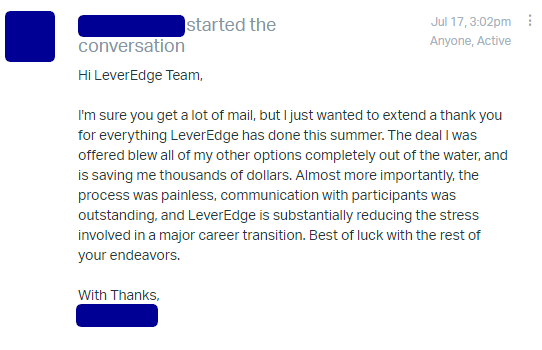 started the
Jul 17, 3:02pm
conversation
Anyone, Active
Hi LeverEdge Team,
I'm sure you get a lot of mail, but I just wanted to extend a thank you
for everything LeverEdge has done this summer. The deal I was
offered blew all of my other options completely out of the water, and
is saving me thousands of dollars. Almost more importantly, the
process was painless, communication with participants was
outstanding, and LeverEdge is substantially reducing the stress
involved in a major career transition. Best of luck with the rest of
your endeavors.
With Thanks,